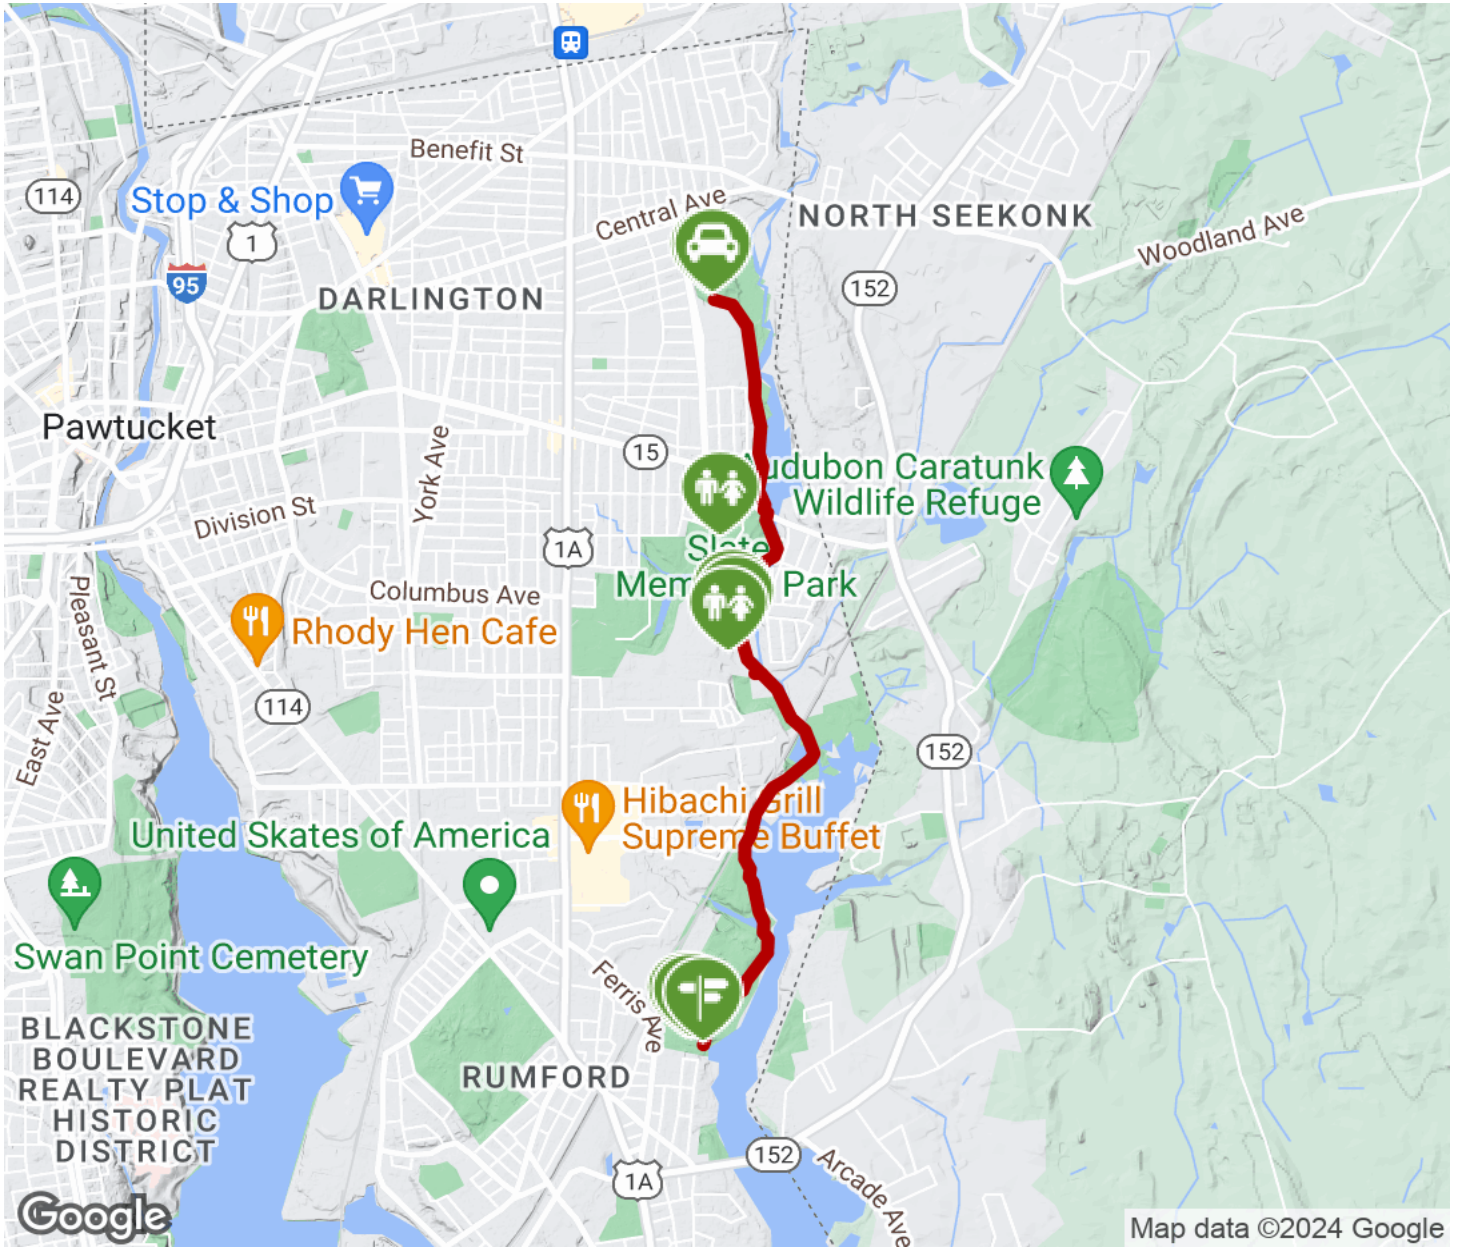 Benefit St
114
Stop & Shop
Central Ave
NORTH SEEKONK
1
Woodland Ave
95
152
DARLINGTON
Pawtucket
York Ave
15
udubon Caratunk
Wildlife Refuge
Division St
1A
Slate
Mem
Park
Pleasant St
Columbus Ave
Rhody Hen Cafe
114
East Ave
152
Hibachi Grill
Supreme Buffet
United Skates of America
Swan Point Cemetery
Ferris Ave
BLACKSTONE
BOULEVARD
REALTY PLAT
HISTORIC
DISTRICT
RUMFORD
152
1A
Arcade Ave
Google
Map data ©2024 Google